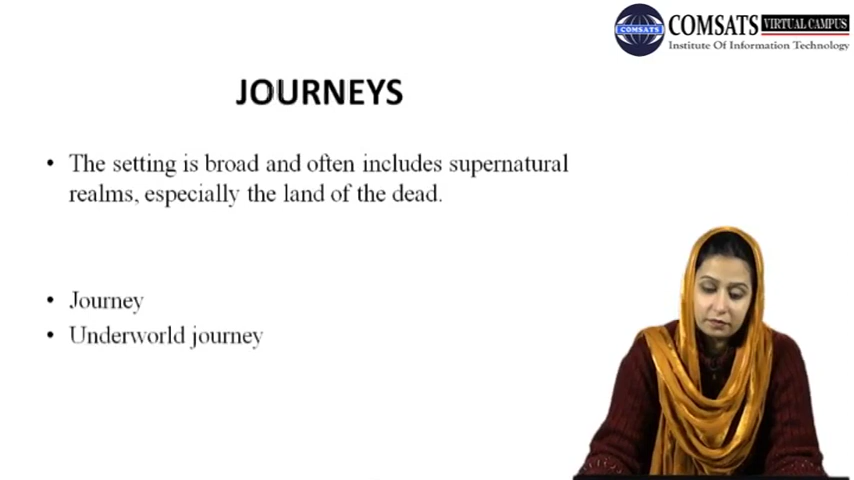 COMSATS
COMSATS VIRTUAL CAMPUS
Institute Of Information Technology
JOURNEYS
• The setting is broad and often includes supernatural
realms, especially the land of the dead.
• Journey
• Underworld journey